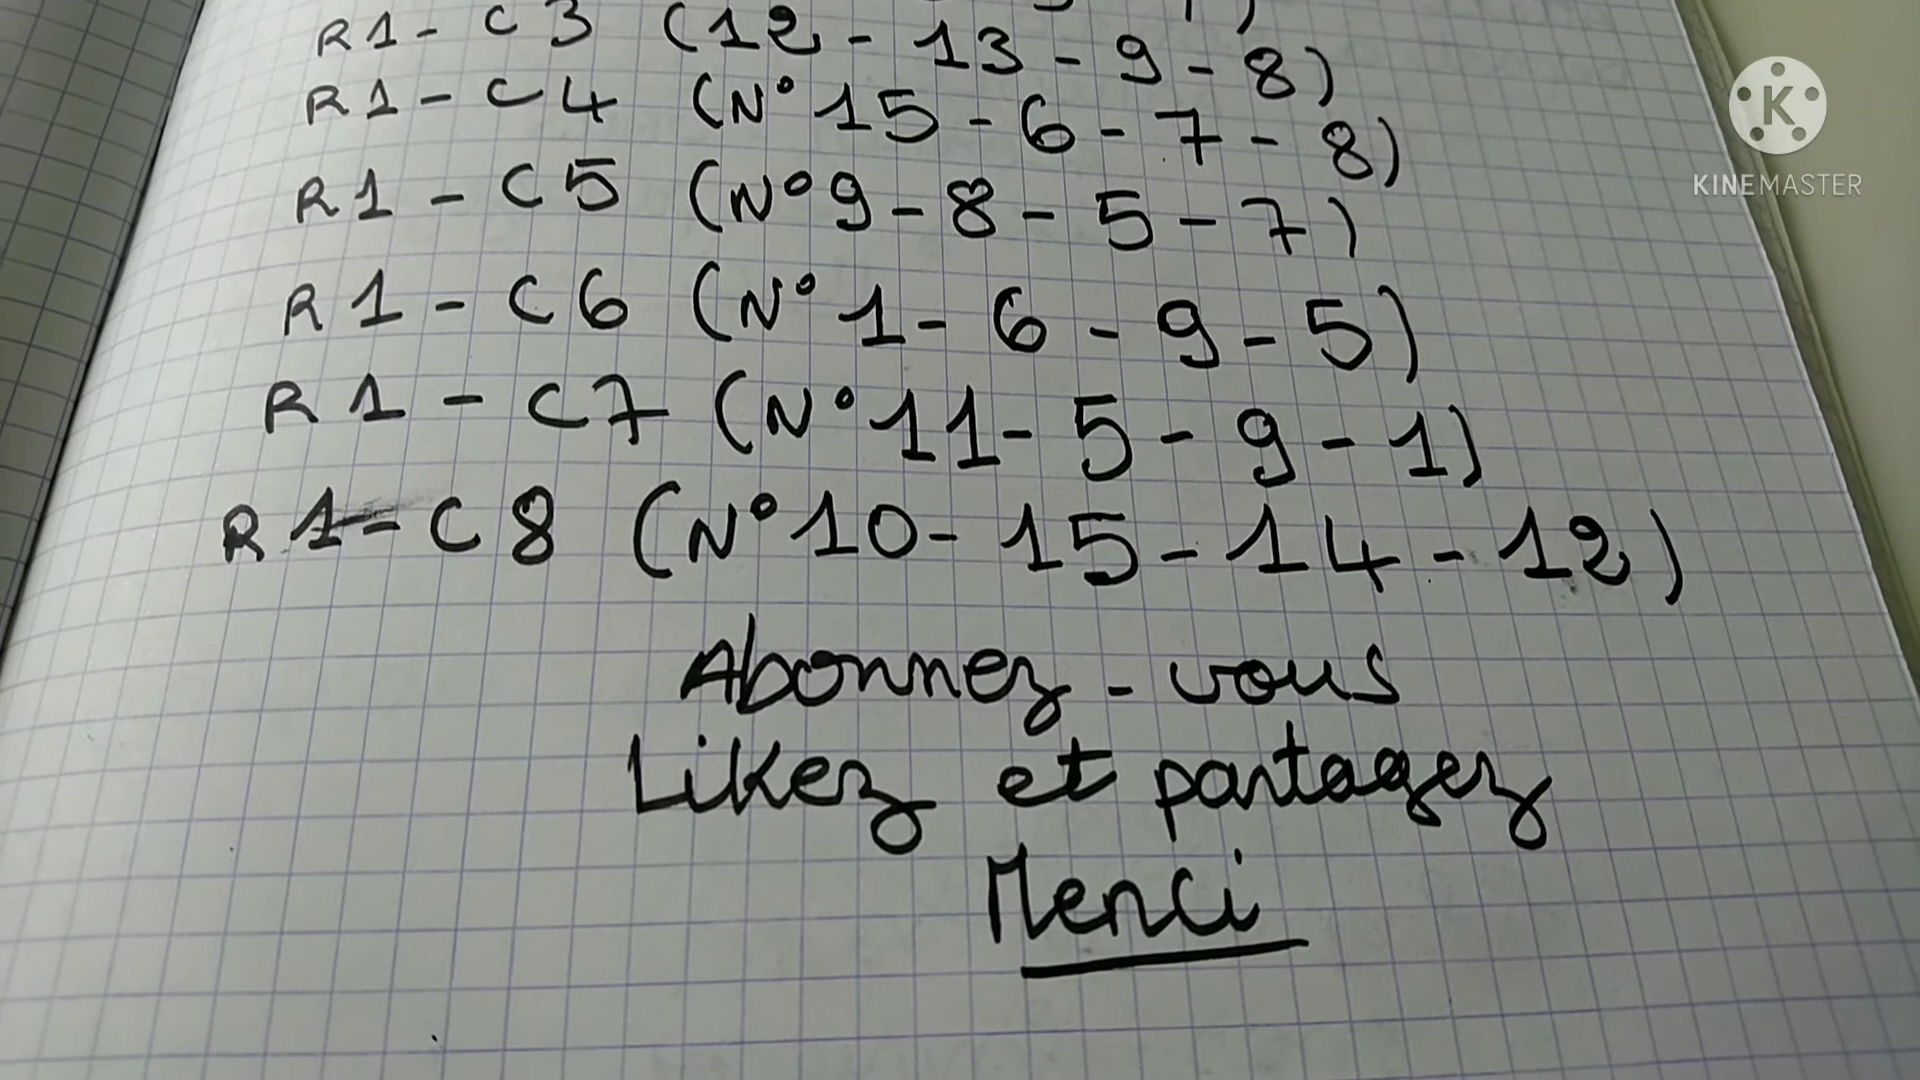 R1- C3 (12 - 13 - 9 - 8)
R1 - C4 (N° 15 - 6 - 7 - 8)
R1 - C5 (N° 9 - 8 - 5 - 7)
R1 - C6 (N° 1 - 6 - 9 - 5)
R1 - C7 (N° 11 - 5 - 9 - 1)
R1 - C8 (N° 10 - 15 - 14 - 12)
Abonnez - vous
Likez et partagez
Merci
KINEMASTER